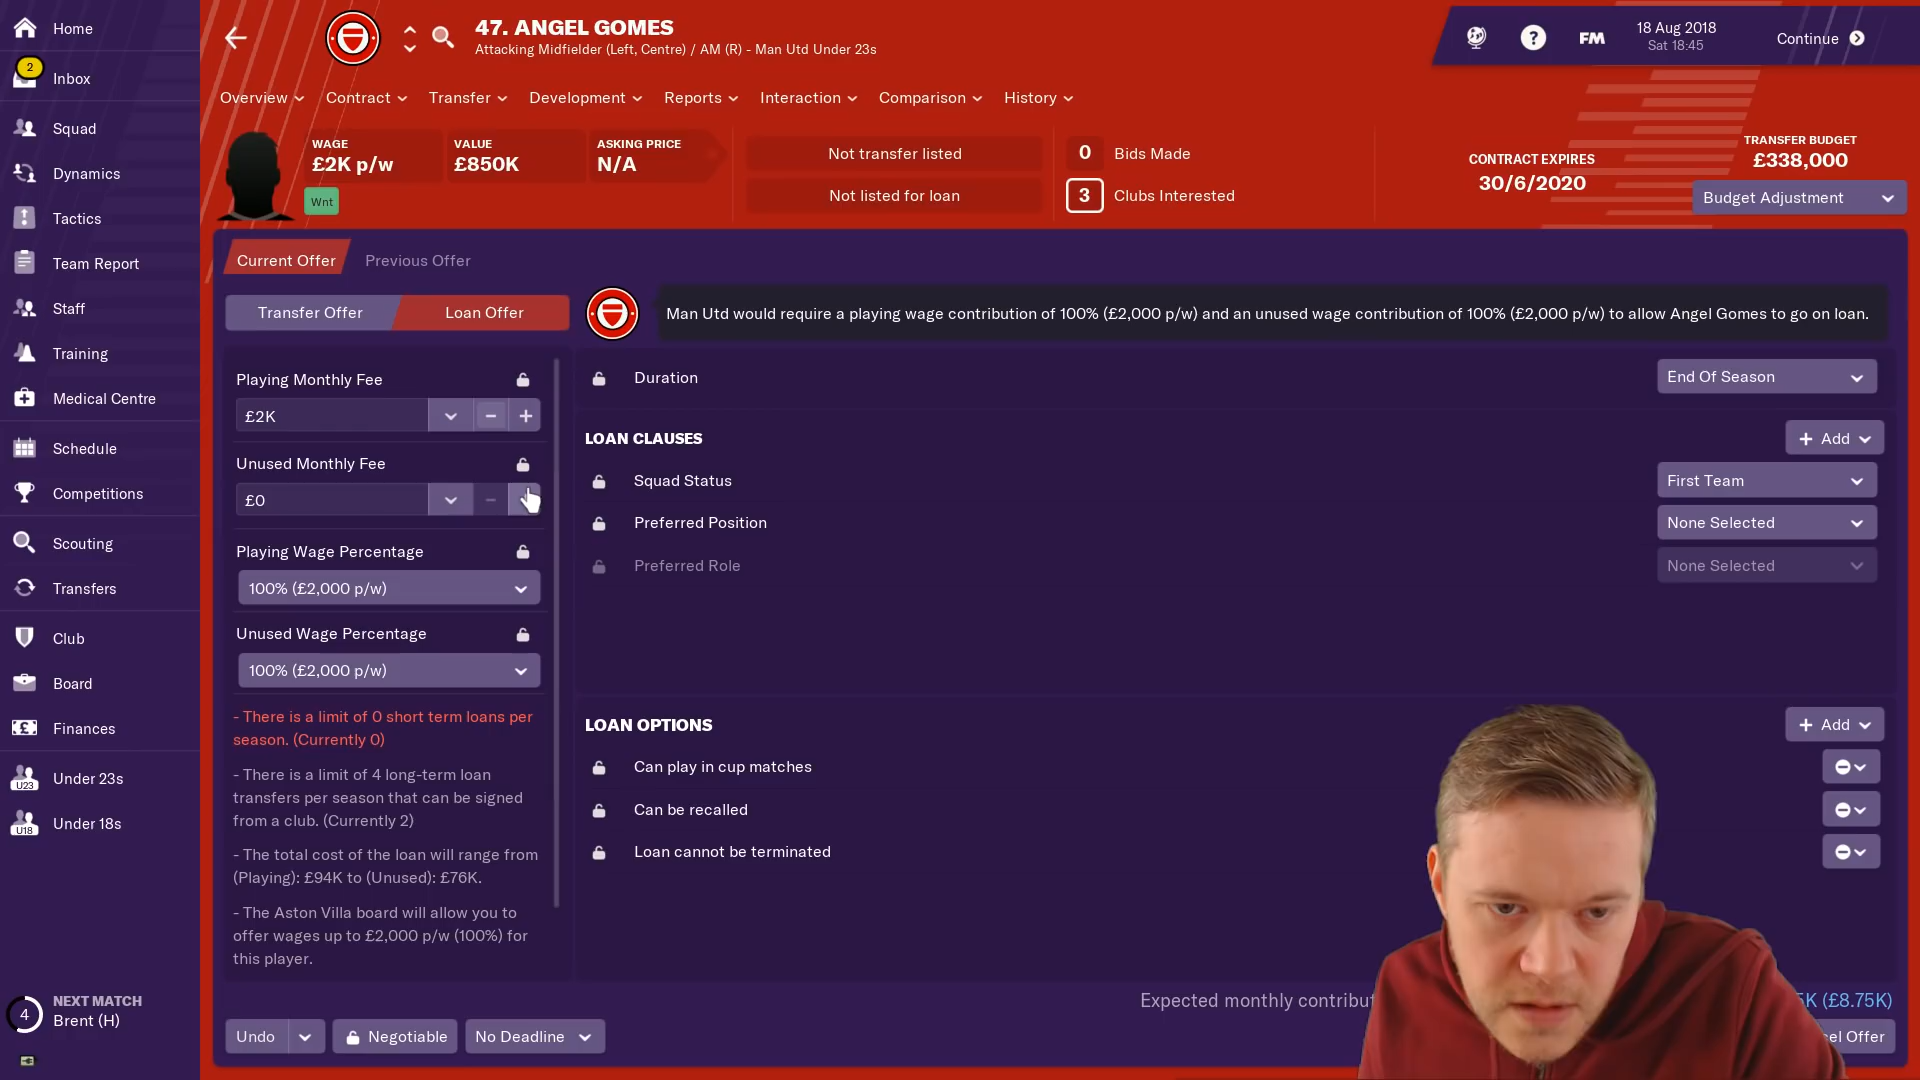 Home
2
Inbox
Squad
Dynamics
Tactics
Team Report
Staff
Training
Medical Centre
Schedule
Competitions
Scouting
Transfers
Club
Board
Finances
U23
Under 23s
U18
Under 18s
4
NEXT MATCH
Brent (H)
47. ANGEL GOMES
Attacking Midfielder (Left, Centre) / AM (R) - Man Utd Under 23s
FM
18 Aug 2018
Sat 18:45
Continue
Overview
Contract
Transfer
Development
Reports
Interaction
Comparison
History
WAGE
£2K p/w
Wnt
VALUE
£850K
ASKING PRICE
N/A
Not transfer listed
Not listed for loan
0 Bids Made
3 Clubs Interested
CONTRACT EXPIRES
30/6/2020
TRANSFER BUDGET
£338,000
Budget Adjustment
Current Offer
Previous Offer
Transfer Offer
Loan Offer
Man Utd would require a playing wage contribution of 100% (£2,000 p/w) and an unused wage contribution of 100% (£2,000 p/w) to allow Angel Gomes to go on loan.
Playing Monthly Fee
£2K
Unused Monthly Fee
£0
Playing Wage Percentage
100% (£2,000 p/w)
Unused Wage Percentage
100% (£2,000 p/w)
- There is a limit of 0 short term loans per
season. (Currently 0)
- There is a limit of 4 long-term loan
transfers per season that can be signed
from a club. (Currently 2)
- The total cost of the loan will range from
(Playing): £94K to (Unused): £76K.
- The Aston Villa board will allow you to
offer wages up to £2,000 p/w (100%) for
this player.
Duration
End Of Season
LOAN CLAUSES
Add
Squad Status
First Team
Preferred Position
None Selected
Preferred Role
None Selected
LOAN OPTIONS
Add
Can play in cup matches
Can be recalled
Loan cannot be terminated
Expected monthly
(£8.75K)
Undo
Negotiable
No Deadline
Offer